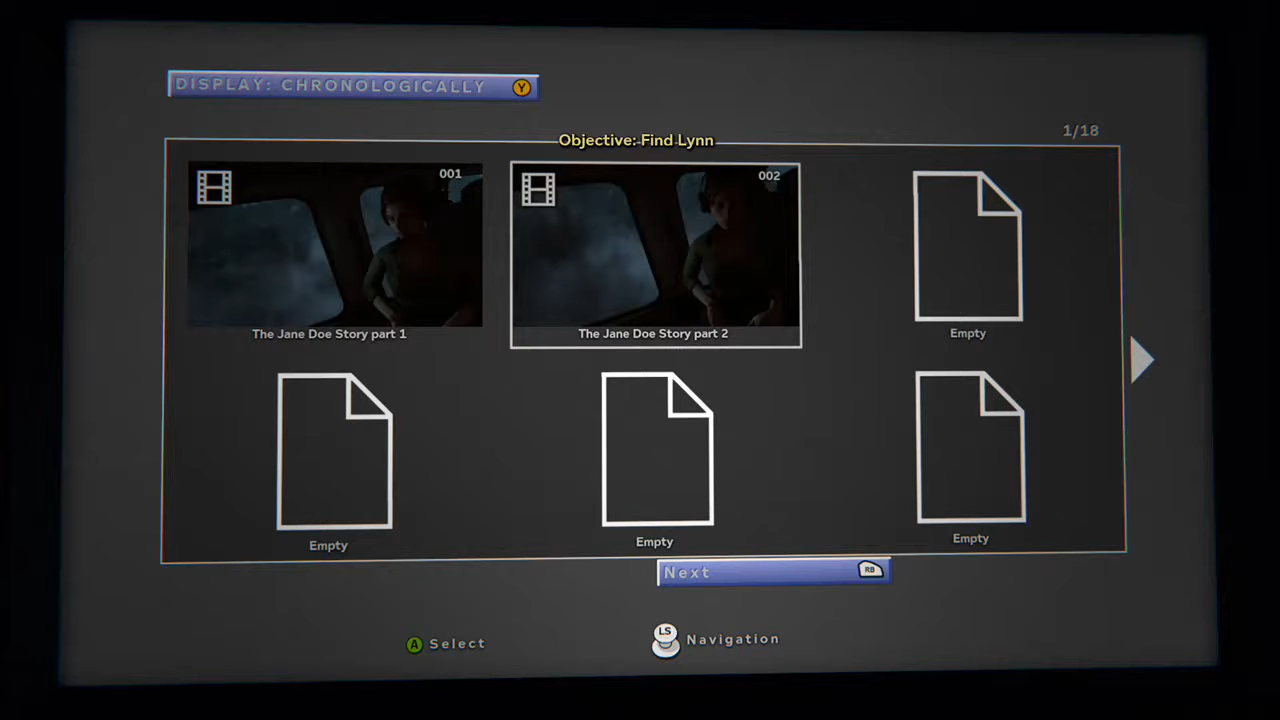 DISPLAY: CHRONOLOGICALLY Y
1/18
Objective: Find Lynn
001
002
The Jane Doe Story part 1
The Jane Doe Story part 2
Empty
Empty
Empty
Empty
Next RB
A Select
LS Navigation